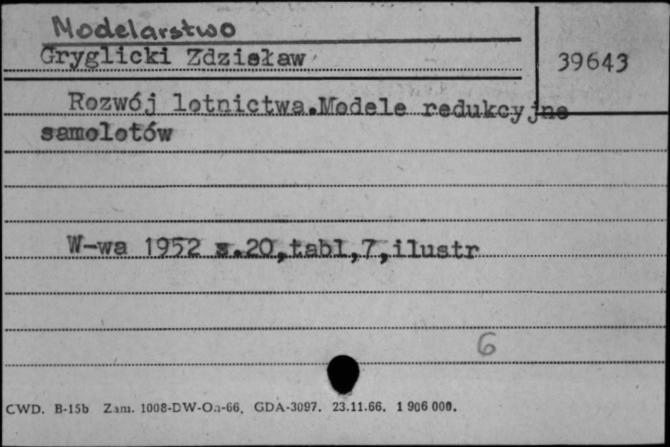 Modelarstwo
Gryglicki Zdzisław
39643
Rozwój lotnictwa.Modele redukcyjne
samolotów
W-wa 1952 s.20,tabl,7,ilustr
6
CWD. B-15b Zam. 1008-DW-On-66. GDA-3097. 23.11.66. 1 906 000.